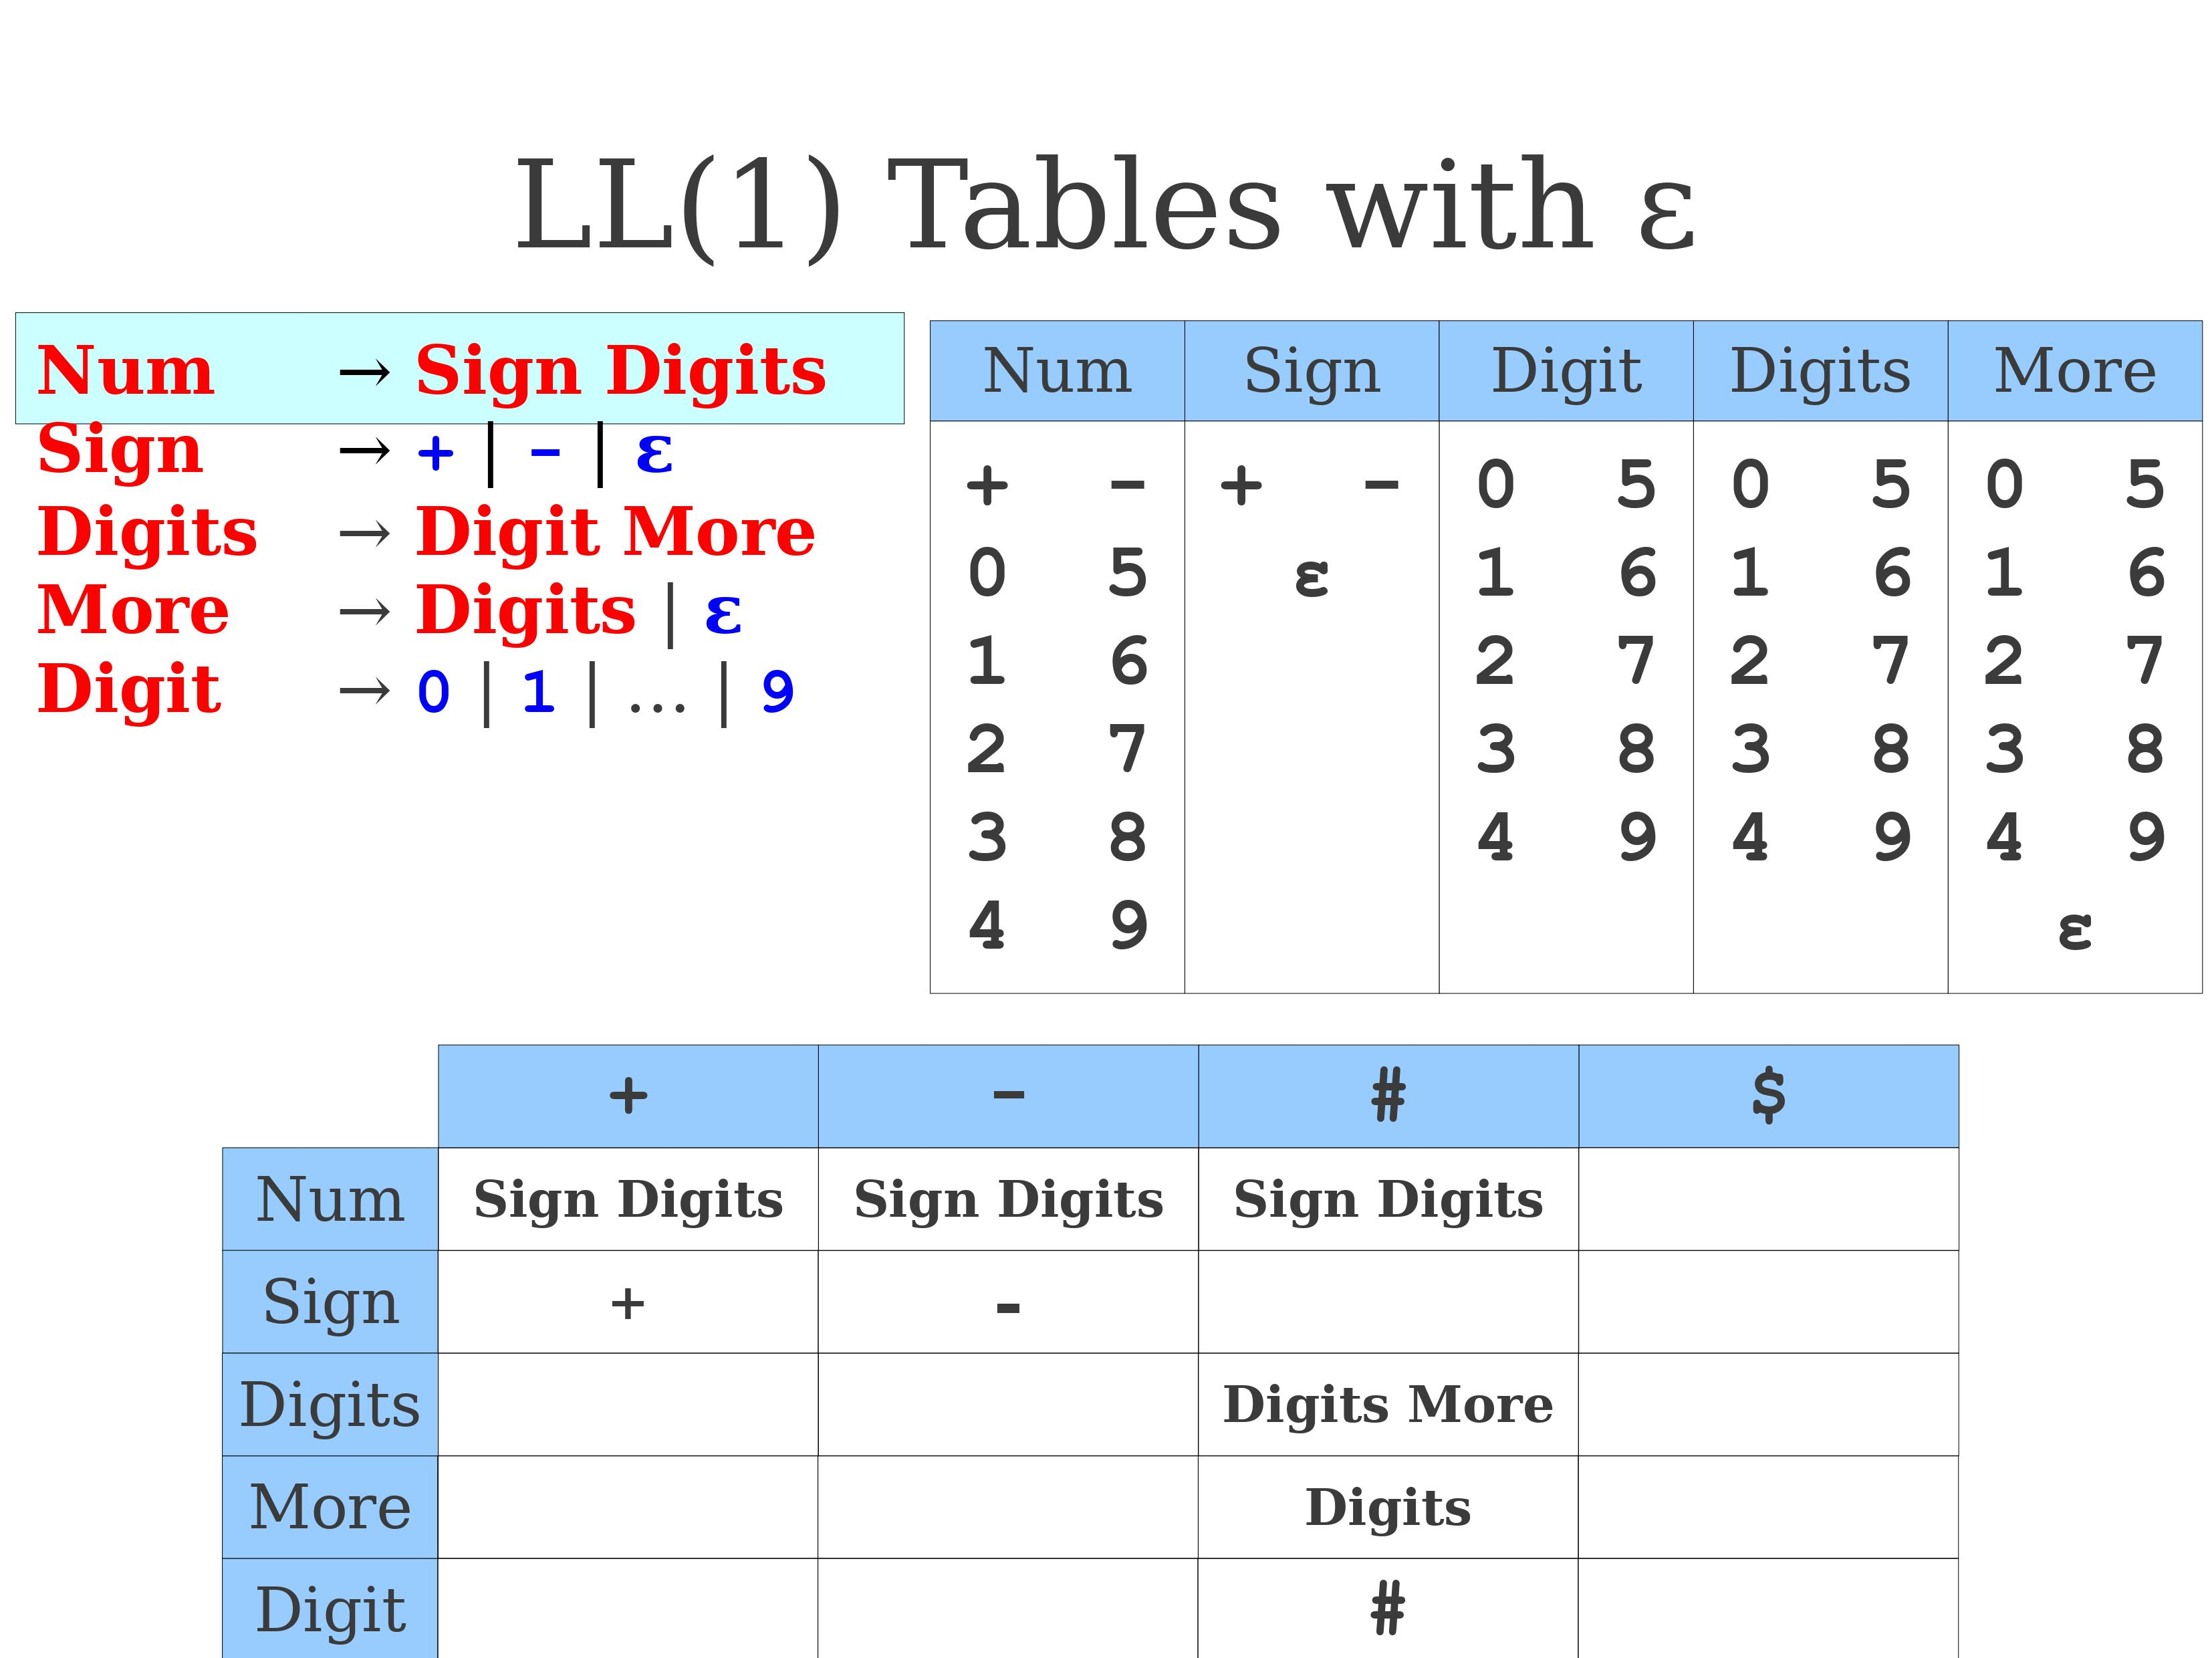 LL(1) Tables with ε
Num → Sign Digits
Sign → + | - | ε
Digits → Digit More
More → Digits | ε
Digit → 0 | 1 | … | 9
Num Sign Digit Digits More
+ - + - 0 5 0 5 0 5
0 5 ε 1 6 1 6 1 6
1 6 2 7 2 7 2 7
2 7 3 8 3 8 3 8
3 8 4 9 4 9 4 9
4 9 ε
+ - # $
Num Sign Digits Sign Digits Sign Digits
Sign + -
Digits Digits More
More Digits
Digit #